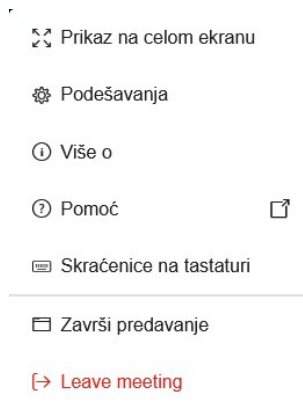 Prikaz na celom ekranu
Podešavanja
Više o
Pomoć
Skraćenice na tastaturi
Završi predavanje
Leave meeting